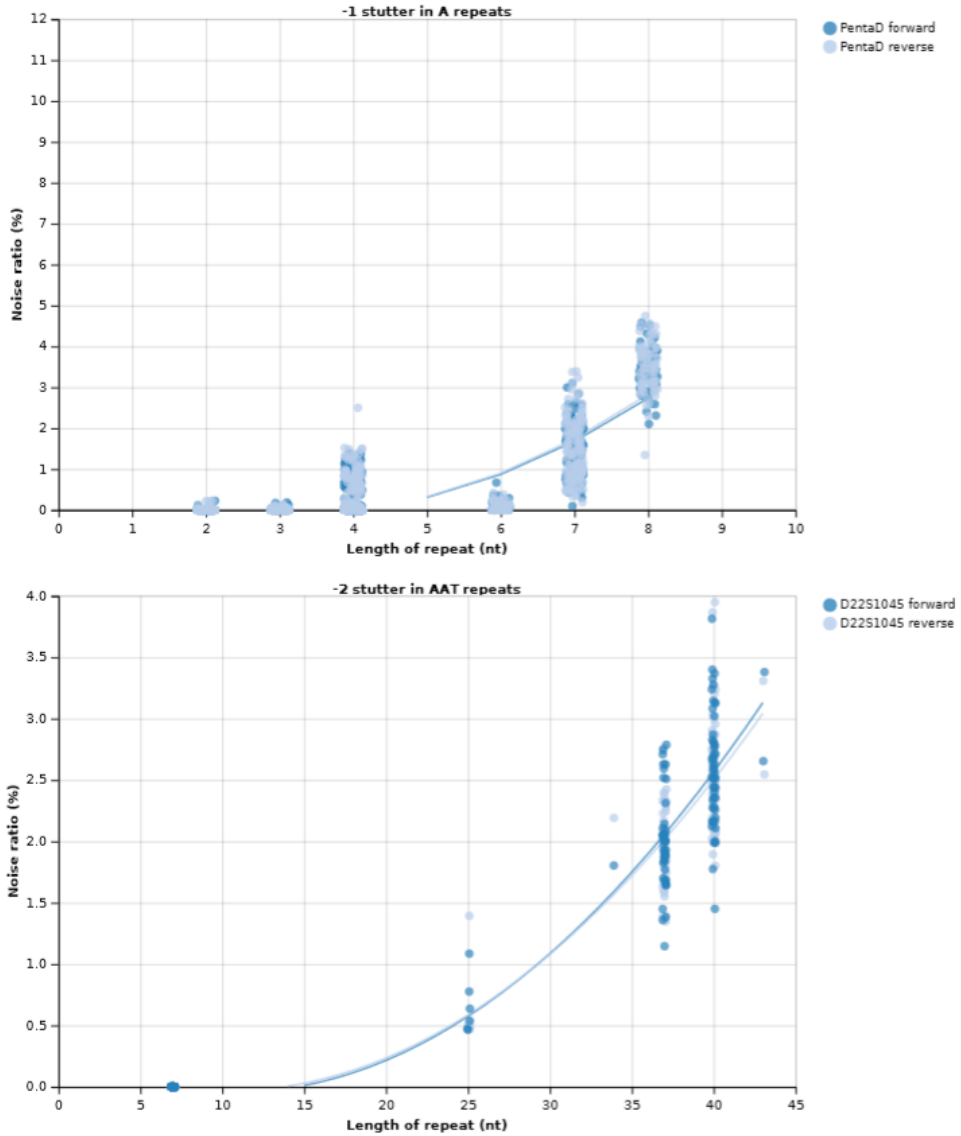 -1 stutter in A repeats
12
11
10
9
8
7
6
5
4
3
2
1
0
Noise ratio (%)
0 1 2 3 4 5 6 7 8 9 10
Length of repeat (nt)
PentaD forward
PentaD reverse
-2 stutter in AAT repeats
4.0
3.5
3.0
2.5
2.0
1.5
1.0
0.5
0.0
Noise ratio (%)
0 5 10 15 20 25 30 35 40 45
Length of repeat (nt)
D22S1045 forward
D22S1045 reverse